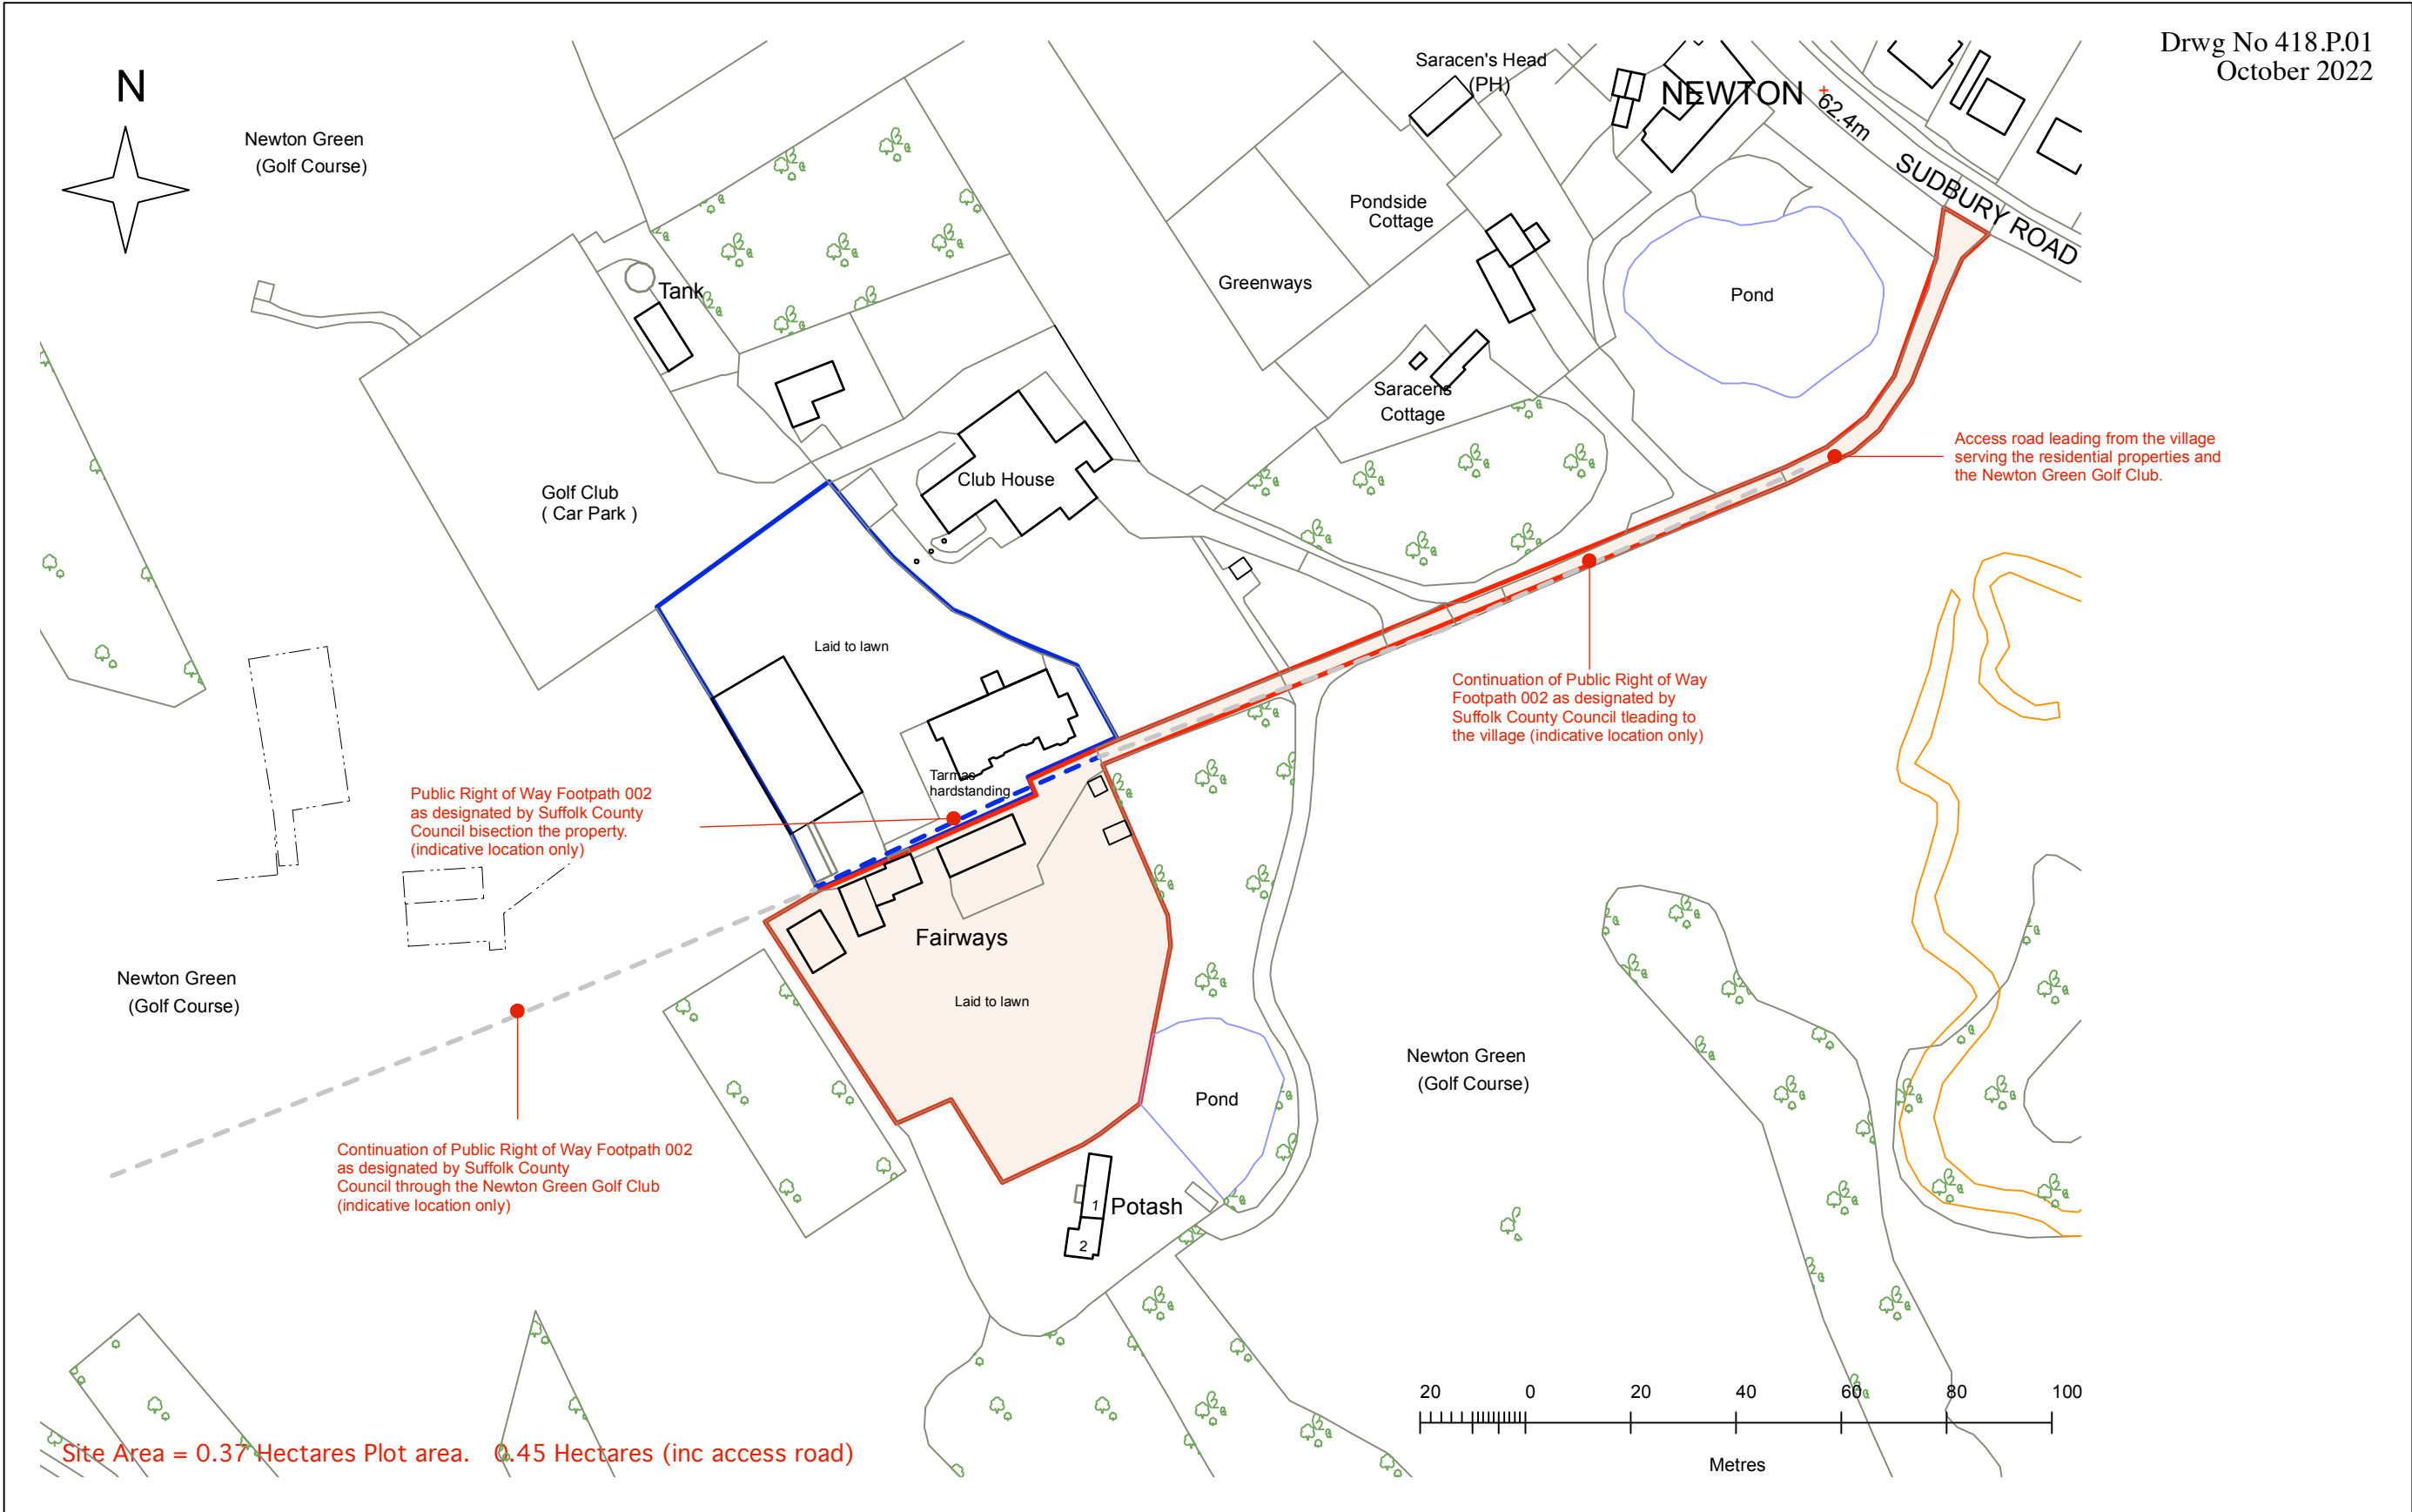 Drwg No 418.P.01
October 2022
N
Newton Green
(Golf Course)
Saracen's Head
(PH)
NEWTON
62.4m
SUDBURY ROAD
Pondside
Cottage
Greenways
Pond
Tank
Saracens
Cottage
Access road leading from the village
serving the residential properties and
the Newton Green Golf Club.
Club House
Golf Club
( Car Park )
Laid to lawn
Continuation of Public Right of Way
Footpath 002 as designated by
Suffolk County Council tleading to
the village (indicative location only)
Tarmas
hardstanding
Public Right of Way Footpath 002
as designated by Suffolk County
Council bisection the property.
(indicative location only)
Fairways
Newton Green
(Golf Course)
Laid to lawn
Newton Green
(Golf Course)
Pond
Continuation of Public Right of Way Footpath 002
as designated by Suffolk County
Council through the Newton Green Golf Club
(indicative location only)
1
Potash
2
20 0 20 40 60 80 100
Metres
Site Area = 0.37 Hectares Plot area. 0.45 Hectares (inc access road)